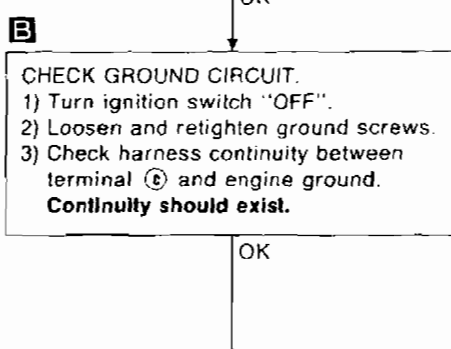 OK
B
CHECK GROUND CIRCUIT.
1) Turn ignition switch "OFF".
2) Loosen and retighten ground screws.
3) Check harness continuity between
terminal ⓒ and engine ground.
Continuity should exist.
OK